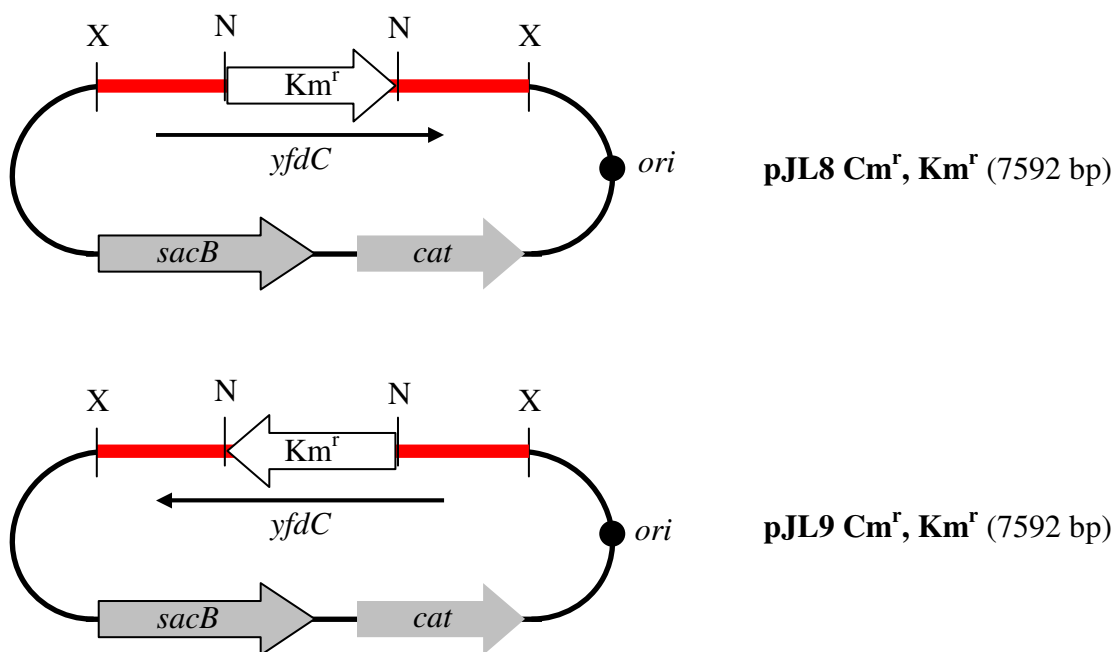 X N N X
Km^r
yfdC
ori
pJL8 Cm^r, Km^r (7592 bp)
sacB cat
X N N X
Km^r
yfdC
ori
pJL9 Cm^r, Km^r (7592 bp)
sacB cat